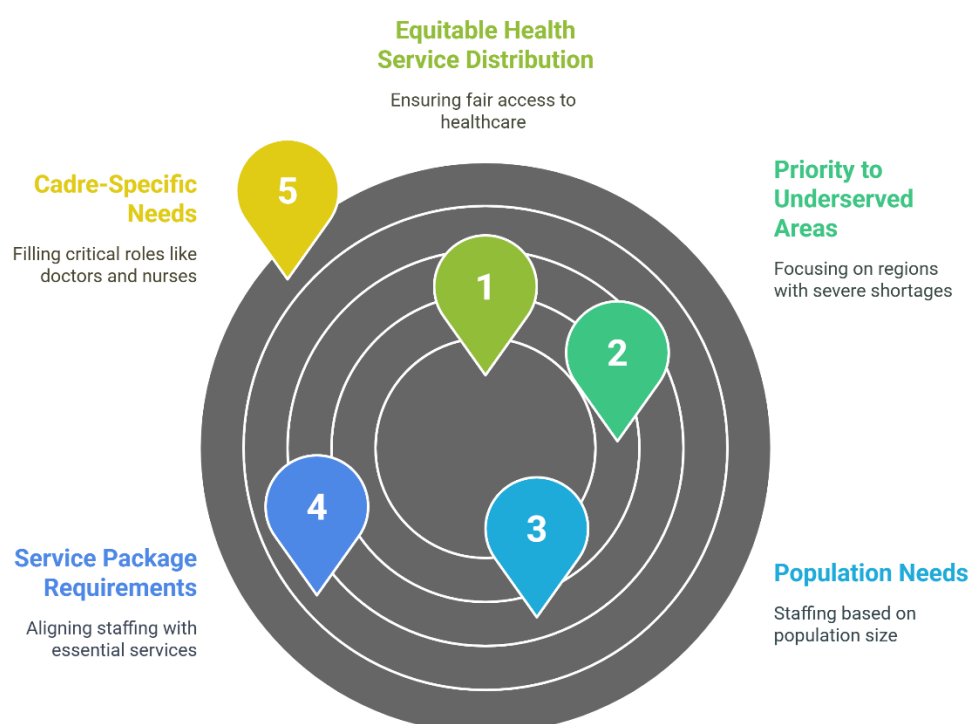 Equitable Health
Service Distribution
Ensuring fair access to
healthcare
Cadre-Specific
Needs
Filling critical roles like
doctors and nurses
5
Priority to
Underserved
Areas
Focusing on regions
with severe shortages
1
2
4
3
Service Package
Requirements
Aligning staffing with
essential services
Population Needs
Staffing based on
population size